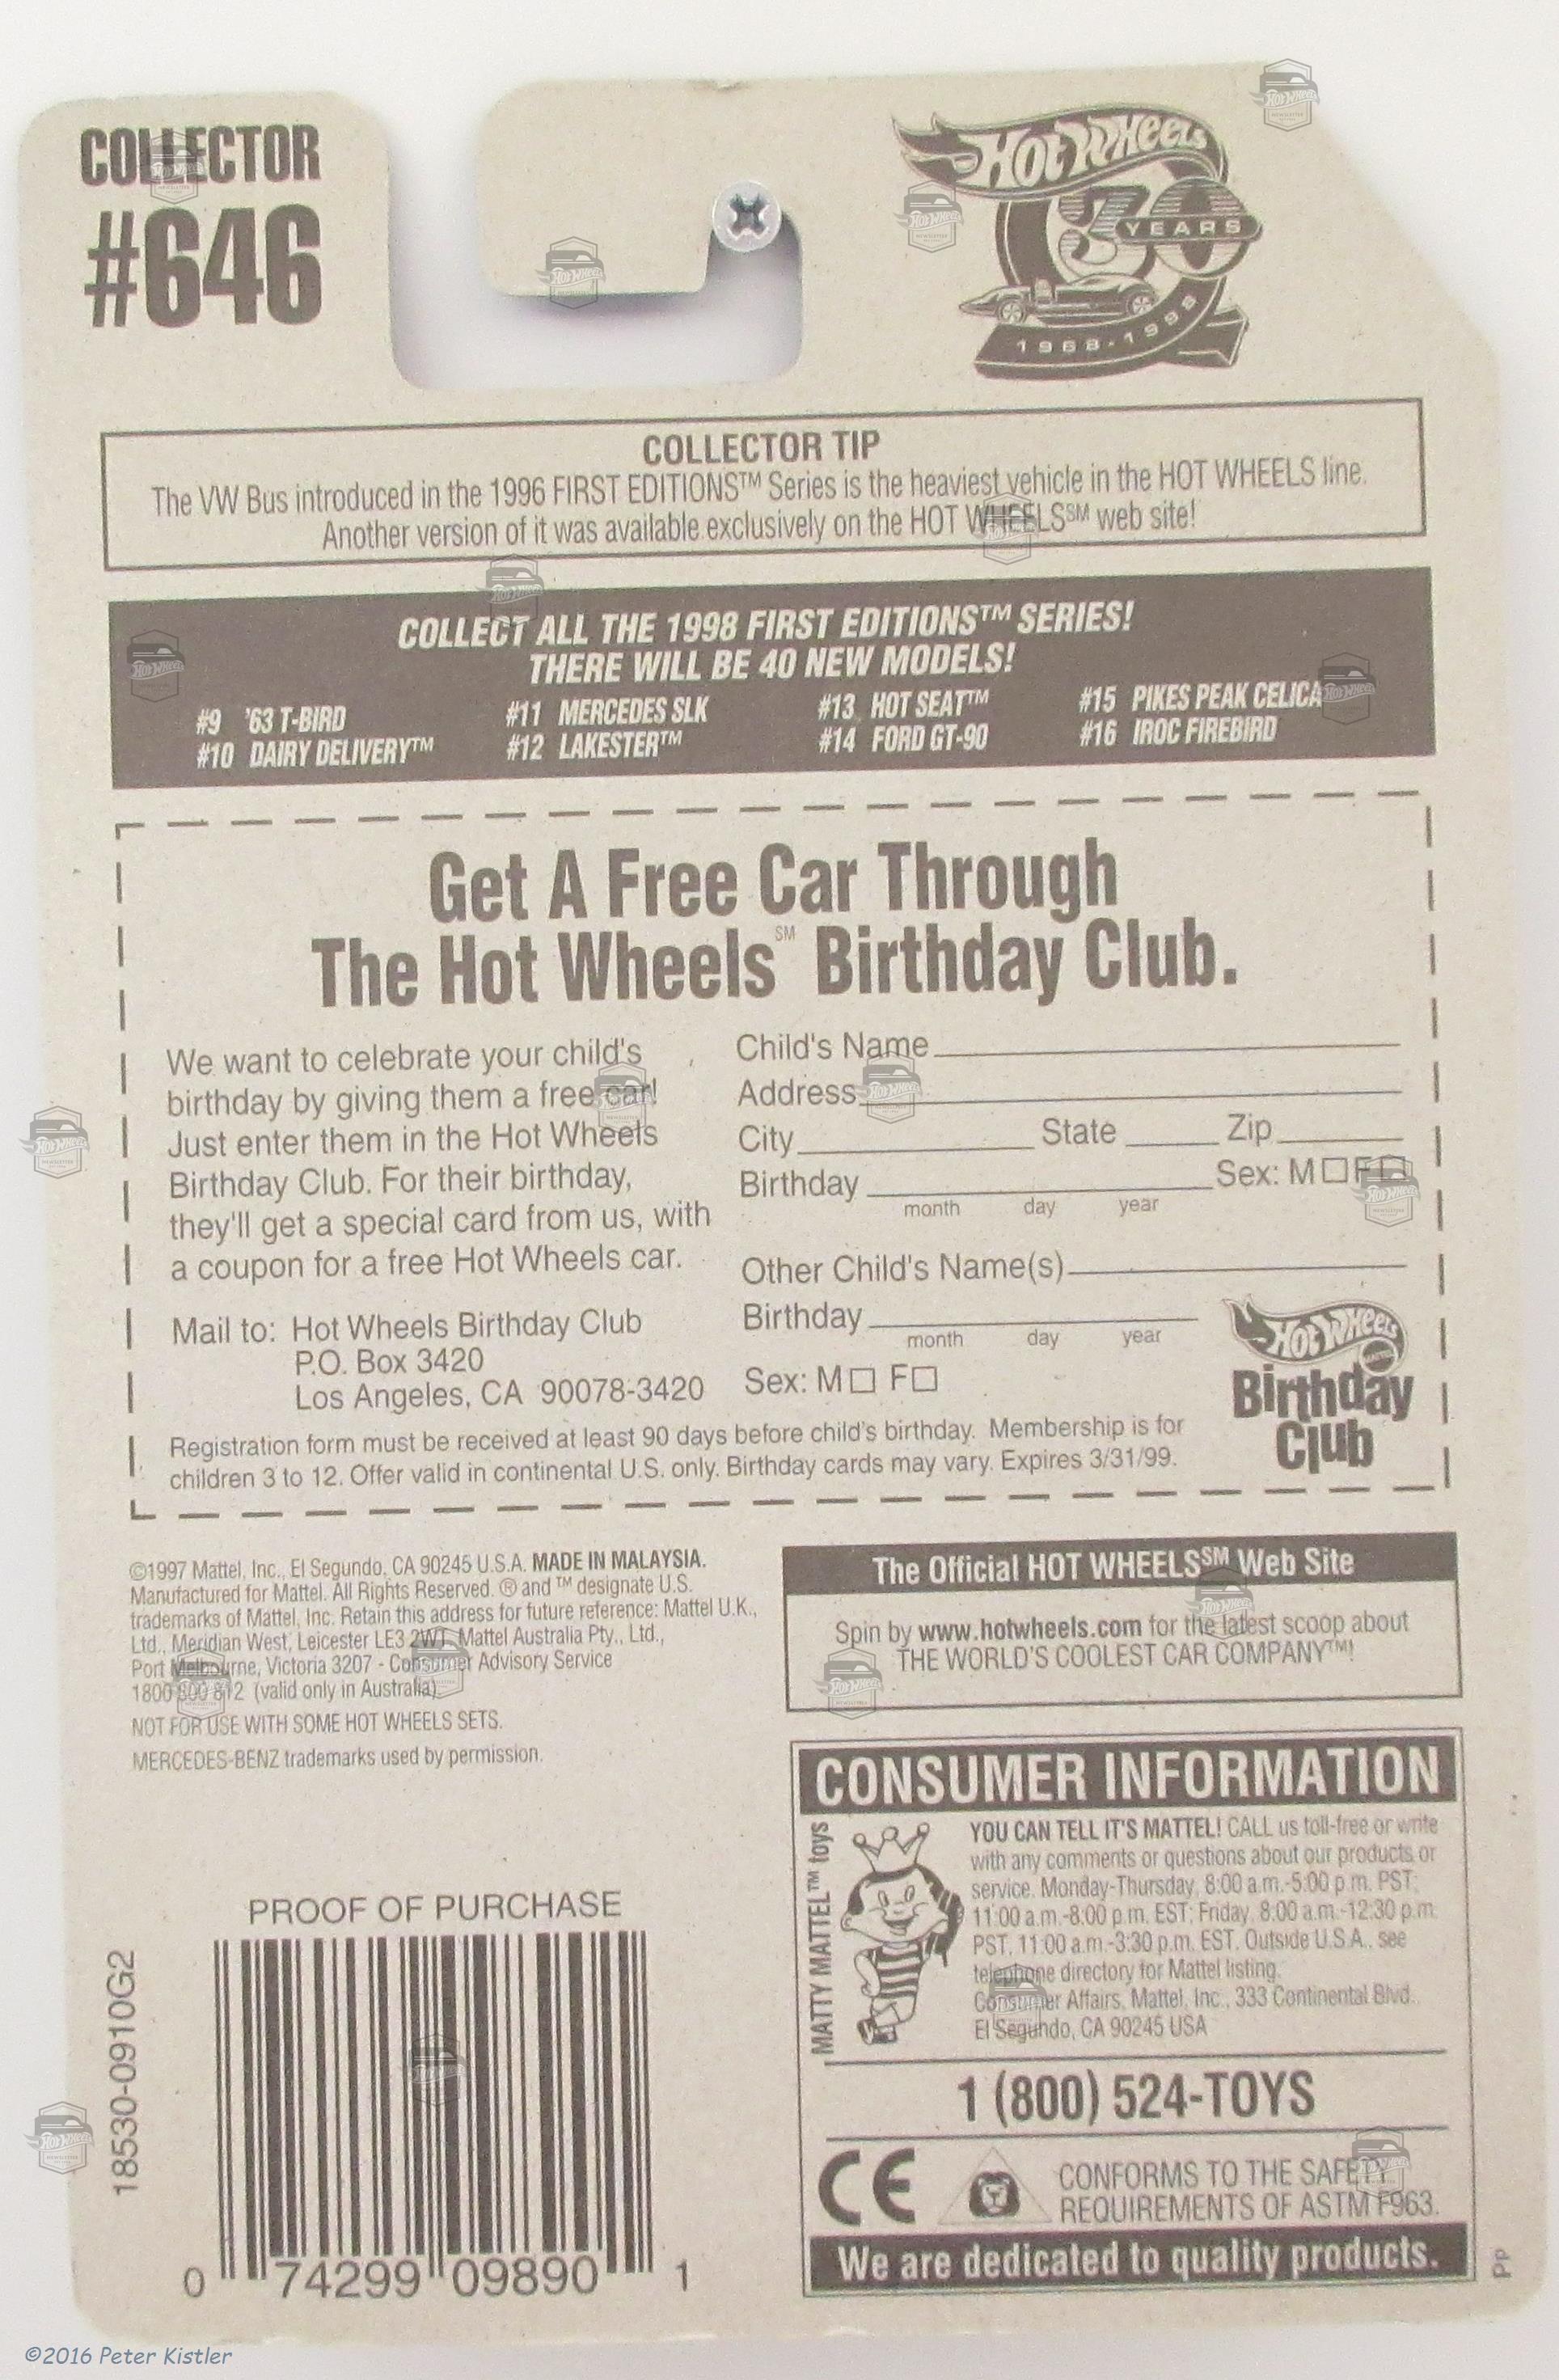 COLLECTOR
#646
HOT WHEELS
30
YEARS
1968-1998
COLLECTOR TIP
The VW Bus introduced in the 1996 FIRST EDITIONS™ Series is the heaviest vehicle in the HOT WHEELS line.
Another version of it was available exclusively on the HOT WHEELS℠ web site!
COLLECT ALL THE 1998 FIRST EDITIONS™ SERIES!
THERE WILL BE 40 NEW MODELS!
#9 '63 T-BIRD
#10 DAIRY DELIVERY™
#11 MERCEDES SLK
#12 LAKESTER™
#13 HOT SEAT™
#14 FORD GT-90
#15 PIKES PEAK CELICA
#16 IROC FIREBIRD
Get A Free Car Through
The Hot Wheels℠ Birthday Club.
We want to celebrate your child's
birthday by giving them a free car!
Just enter them in the Hot Wheels
Birthday Club. For their birthday,
they'll get a special card from us, with
a coupon for a free Hot Wheels car.
Mail to: Hot Wheels Birthday Club
P.O. Box 3420
Los Angeles, CA 90078-3420
Child's Name
Address
City State Zip
Birthday Sex: M F
month day year
Other Child's Name(s)
Birthday
month day year
Sex: M F
HOT WHEELS
Birthday
Club
Registration form must be received at least 90 days before child's birthday. Membership is for
children 3 to 12. Offer valid in continental U.S. only. Birthday cards may vary. Expires 3/31/99.
©1997 Mattel, Inc., El Segundo, CA 90245 U.S.A. MADE IN MALAYSIA.
Manufactured for Mattel. All Rights Reserved. ® and ™ designate U.S.
trademarks of Mattel, Inc. Retain this address for future reference: Mattel U.K.,
Ltd., Meridian West, Leicester LE3 2WT. Mattel Australia Pty., Ltd.,
Port Melbourne, Victoria 3207 - Consumer Advisory Service
1800 800 812 (valid only in Australia)
NOT FOR USE WITH SOME HOT WHEELS SETS.
MERCEDES-BENZ trademarks used by permission.
The Official HOT WHEELS℠ Web Site
Spin by www.hotwheels.com for the latest scoop about
THE WORLD'S COOLEST CAR COMPANY™!
CONSUMER INFORMATION
MATTY MATTEL™ toys
YOU CAN TELL IT'S MATTEL! CALL us toll-free or write
with any comments or questions about our products or
service. Monday-Thursday, 8:00 a.m.-5:00 p.m. PST;
11:00 a.m.-8:00 p.m. EST; Friday, 8:00 a.m.-12:30 p.m.
PST, 11:00 a.m.-3:30 p.m. EST. Outside U.S.A., see
telephone directory for Mattel listing.
Consumer Affairs, Mattel, Inc., 333 Continental Blvd.,
El Segundo, CA 90245 USA
1 (800) 524-TOYS
CE
CONFORMS TO THE SAFETY
REQUIREMENTS OF ASTM F963.
We are dedicated to quality products.
Pp
PROOF OF PURCHASE
18530-0910G2
0 74299 09890 1
©2016 Peter Kistler